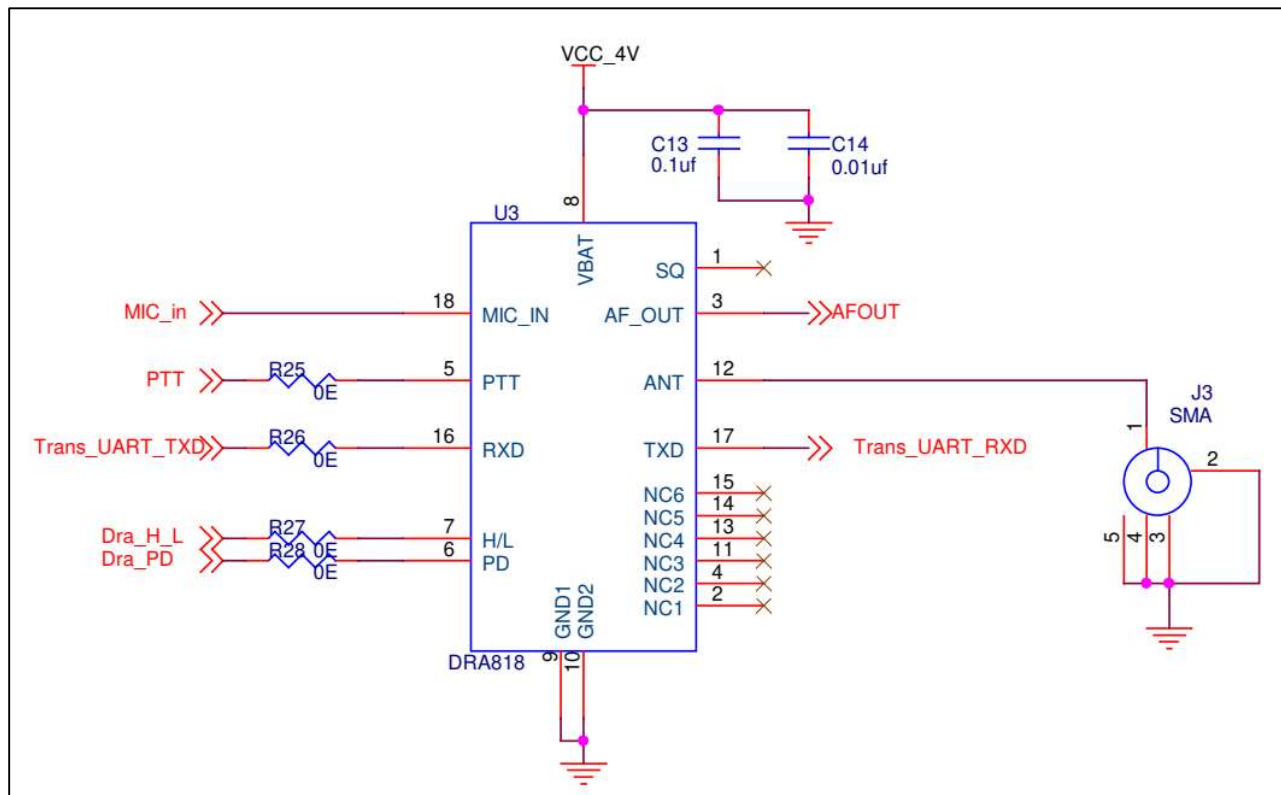 VCC_4V
C13
0.1uf
C14
0.01uf
8
U3
VBAT
SQ
1
MIC_in
18
MIC_IN
AF_OUT
3
AFOUT
PTT
R25
0E
5
PTT
ANT
12
J3
SMA
1
2
5
4
3
Trans_UART_TXD
R26
0E
16
RXD
TXD
17
Trans_UART_RXD
NC6
15
NC5
14
NC4
13
NC3
11
NC2
4
NC1
2
Dra_H_L
R27
0E
7
H/L
Dra_PD
R28
0E
6
PD
GND1
GND2
DRA818
9
10